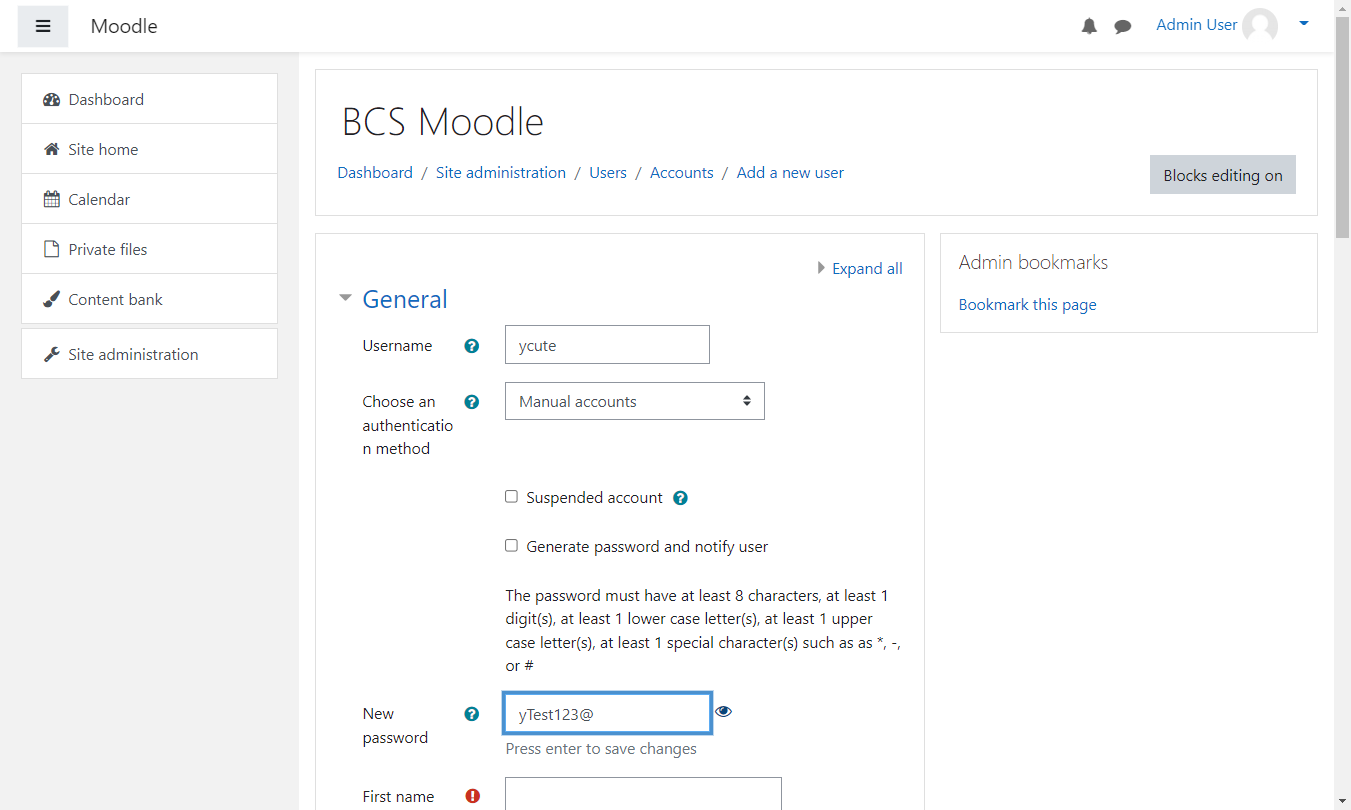 Moodle
Admin User
Dashboard
Site home
Calendar
Private files
Content bank
Site administration
BCS Moodle
Dashboard / Site administration / Users / Accounts / Add a new user
Blocks editing on
Expand all
General
Username
ycute
Choose an
authenticatio
n method
Manual accounts
Suspended account
Generate password and notify user
The password must have at least 8 characters, at least 1
digit(s), at least 1 lower case letter(s), at least 1 upper
case letter(s), at least 1 special character(s) such as as *, -,
or #
New
password
yTest123@
Press enter to save changes
First name
Admin bookmarks
Bookmark this page